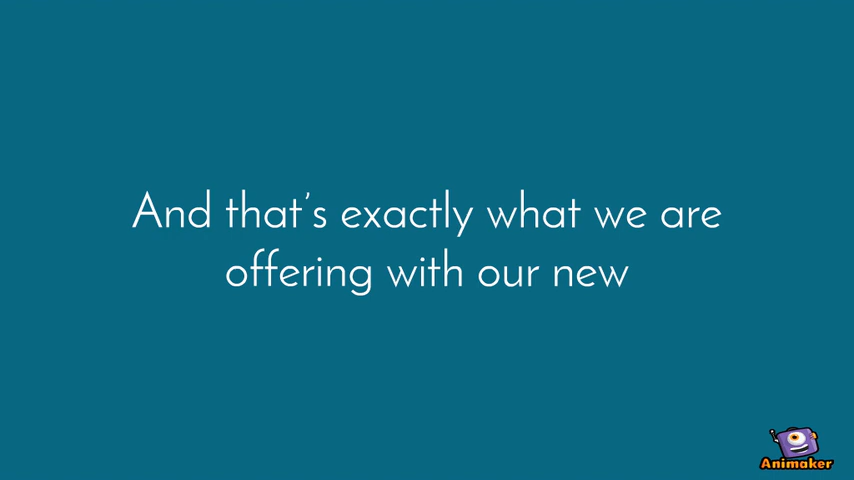 And that’s exactly what we are
offering with our new
Animaker